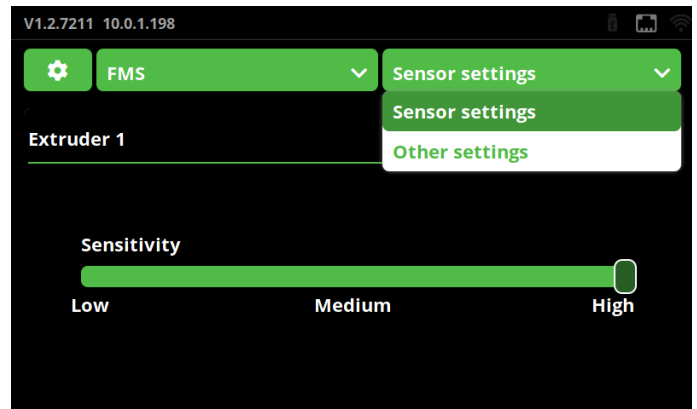 V1.2.7211 10.0.1.198
FMS
Sensor settings
Sensor settings
Other settings
Extruder 1
Sensitivity
Low Medium High